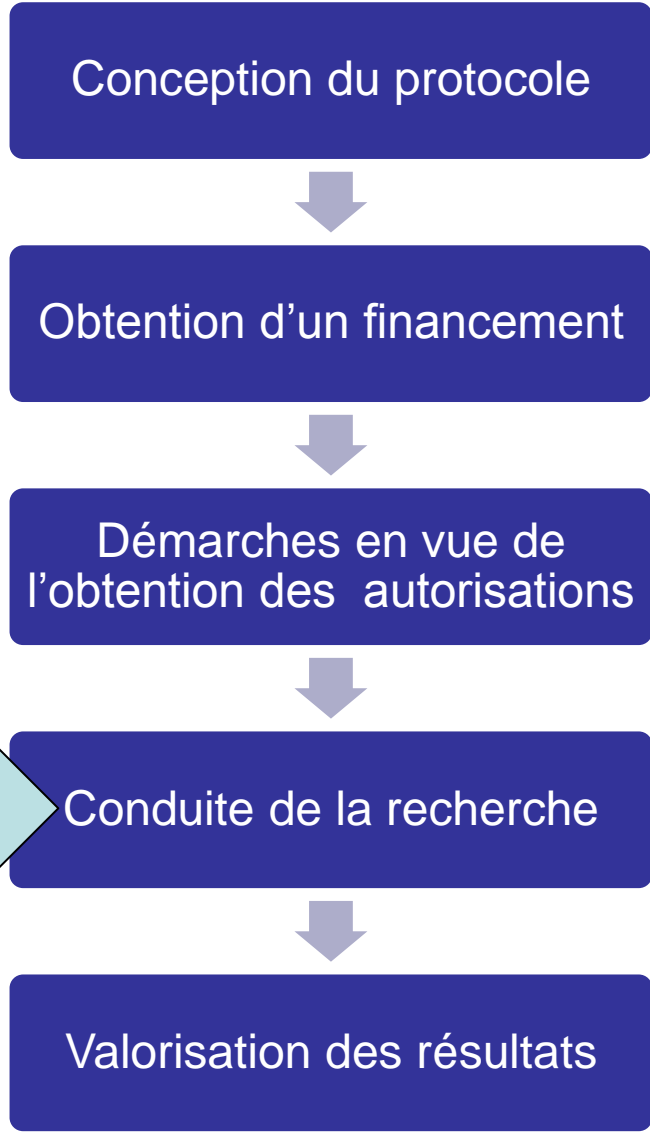 Conception du protocole
Obtention d’un financement
Démarches en vue de
l’obtention des autorisations
Conduite de la recherche
Valorisation des résultats